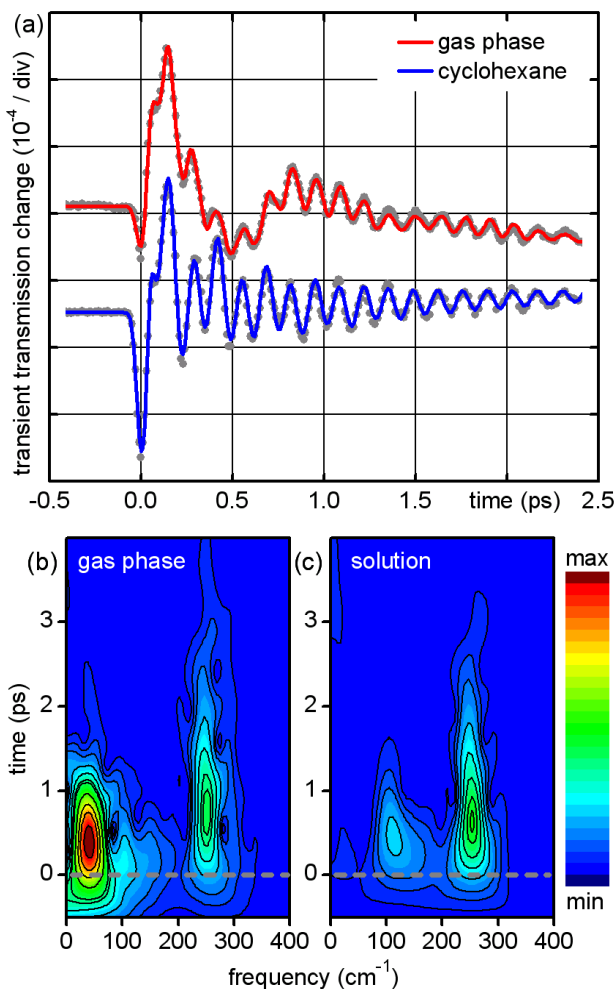 (a)
gas phase
cyclohexane
transient transmission change (10⁻⁴ / div)
-0.5 0.0 0.5 1.0 1.5 time (ps) 2.5
(b) gas phase (c) solution max
3
2
1
0
time (ps)
min
0 100 200 300 400 0 100 200 300 400
frequency (cm⁻¹)